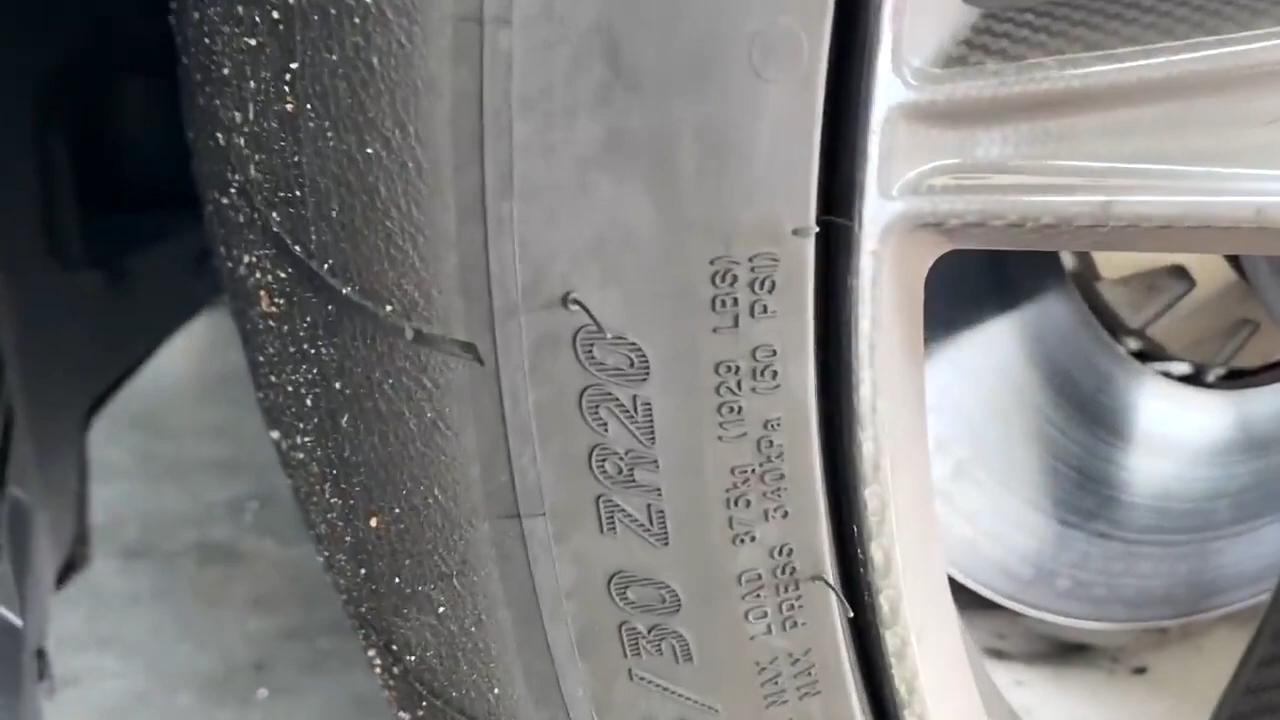 /30 ZR20
MAX LOAD 875kg (1929 LBS)
MAX PRESS 340kPa (50 PSI)